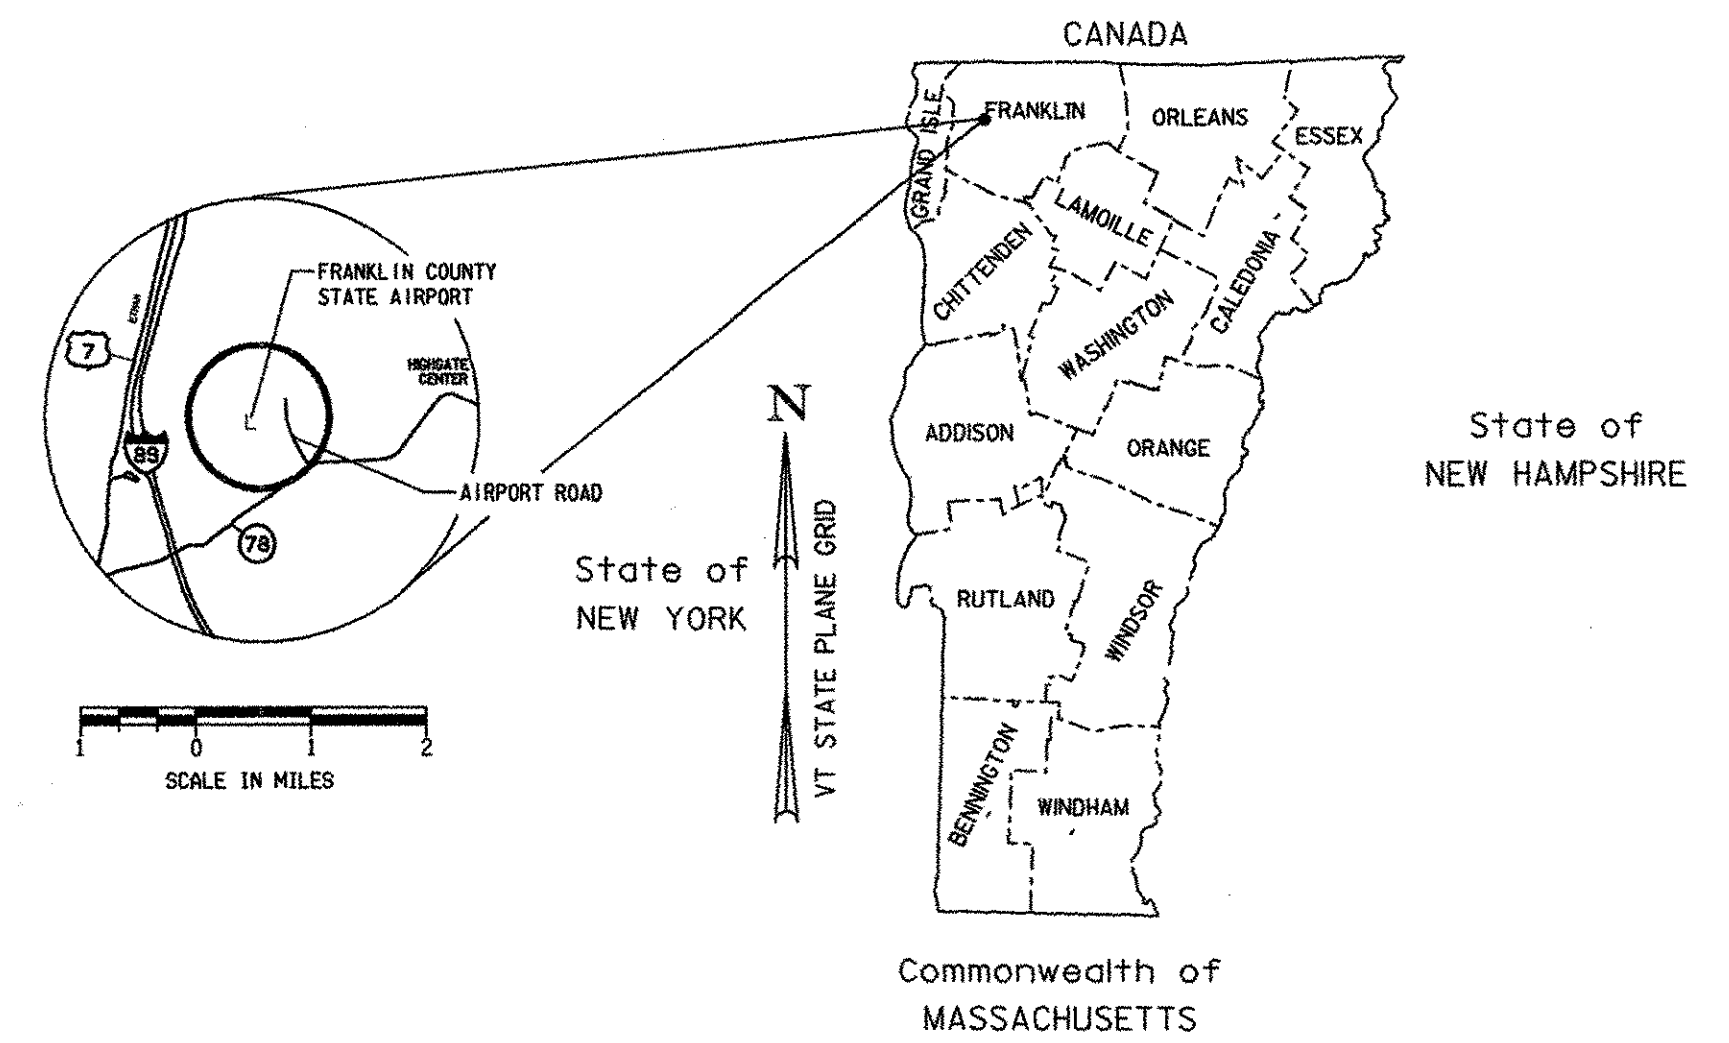 CANADA
FRANKLIN
ORLEANS
ESSEX
GRAND ISLE
LAMOILLE
CHITTENDEN
CALEDONIA
WASHINGTON
ADDISON
ORANGE
RUTLAND
WINDSOR
BENNINGTON
WINDHAM
State of
NEW HAMPSHIRE
State of
NEW YORK
Commonwealth of
MASSACHUSETTS
N
VT STATE PLANE GRID
FRANKLIN COUNTY
STATE AIRPORT
ETHAN
7
HIGHGATE
CENTER
89
AIRPORT ROAD
78
1 0 1 2
SCALE IN MILES